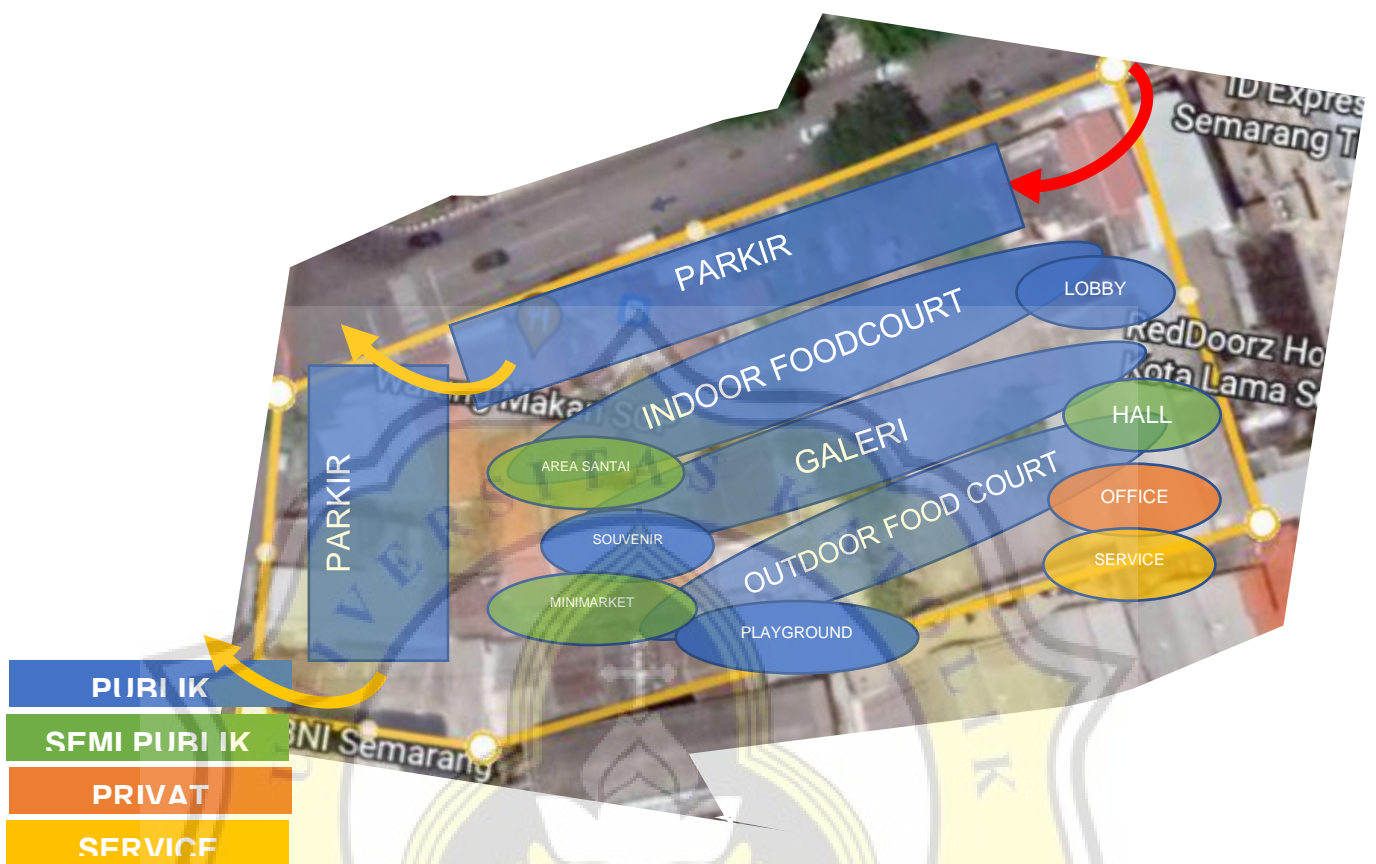 ID Expres
Semarang T
PARKIR
LOBBY
INDOOR FOODCOURT
RedDoorz Ho
Kota Lama S
GALERI
HALL
AREA SANTAI
OFFICE
OUTDOOR FOOD COURT
PARKIR
SOUVENIR
SERVICE
MINIMARKET
PLAYGROUND
PUBLIK
SEMI PUBLIK
PRIVAT
SERVICE
BNI Semarang